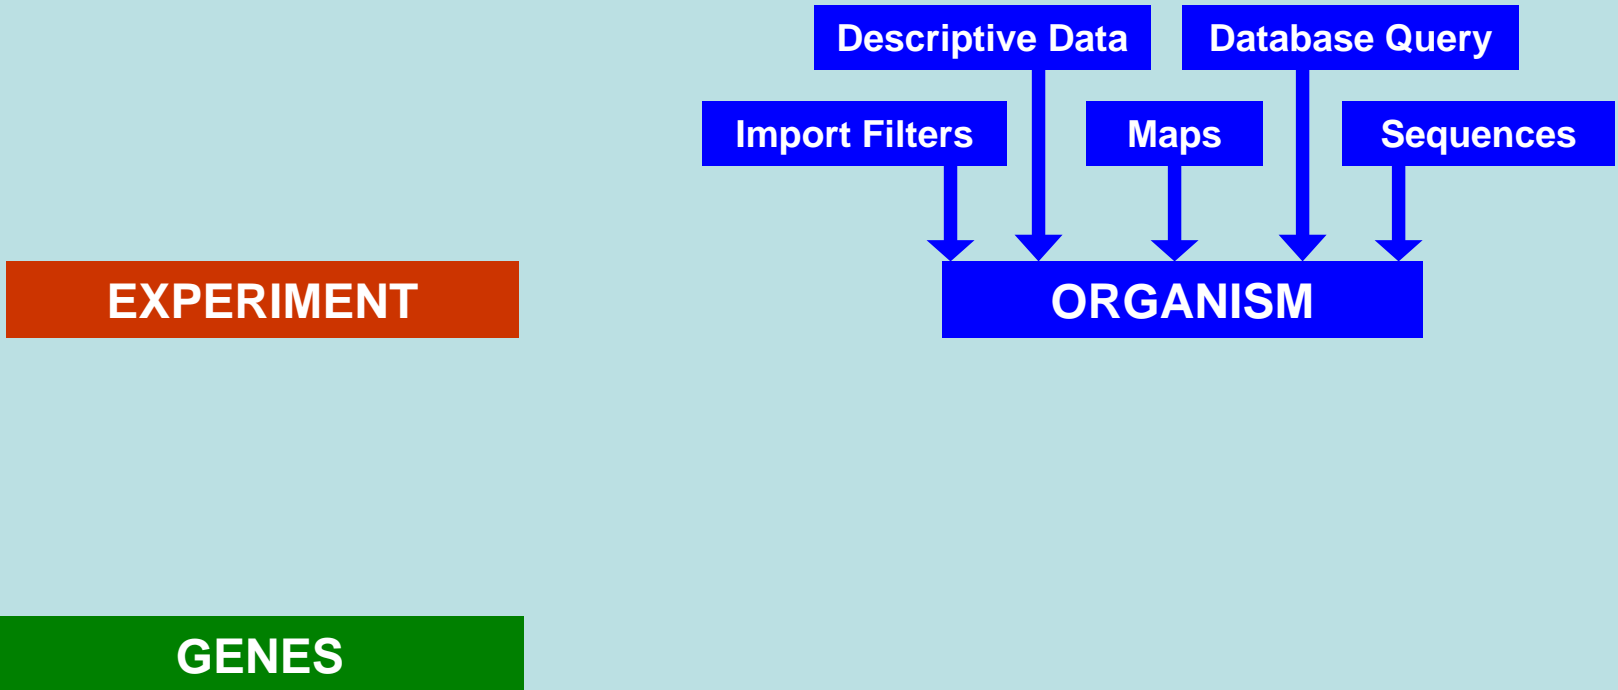 Descriptive Data
Database Query
Import Filters
Maps
Sequences
EXPERIMENT
ORGANISM
GENES